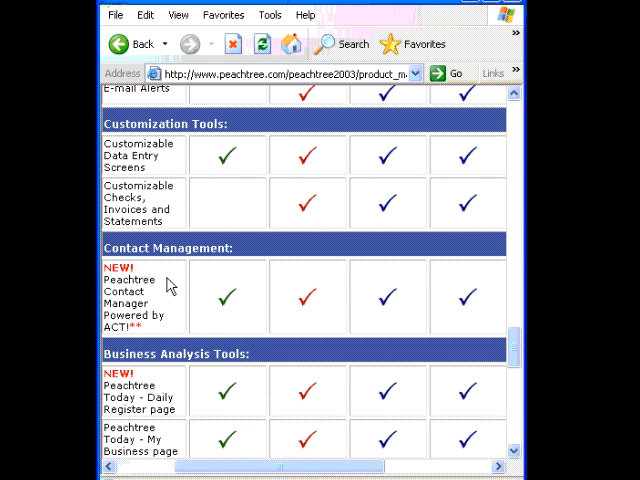 File Edit View Favorites Tools Help
Back Search Favorites
Address http://www.peachtree.com/peachtree2003/product_m Go Links
E-mail Alerts
Customization Tools:
Customizable
Data Entry
Screens
Customizable
Checks,
Invoices and
Statements
Contact Management:
NEW!
Peachtree
Contact
Manager
Powered by
ACT!**
Business Analysis Tools:
NEW!
Peachtree
Today - Daily
Register page
Peachtree
Today - My
Business page